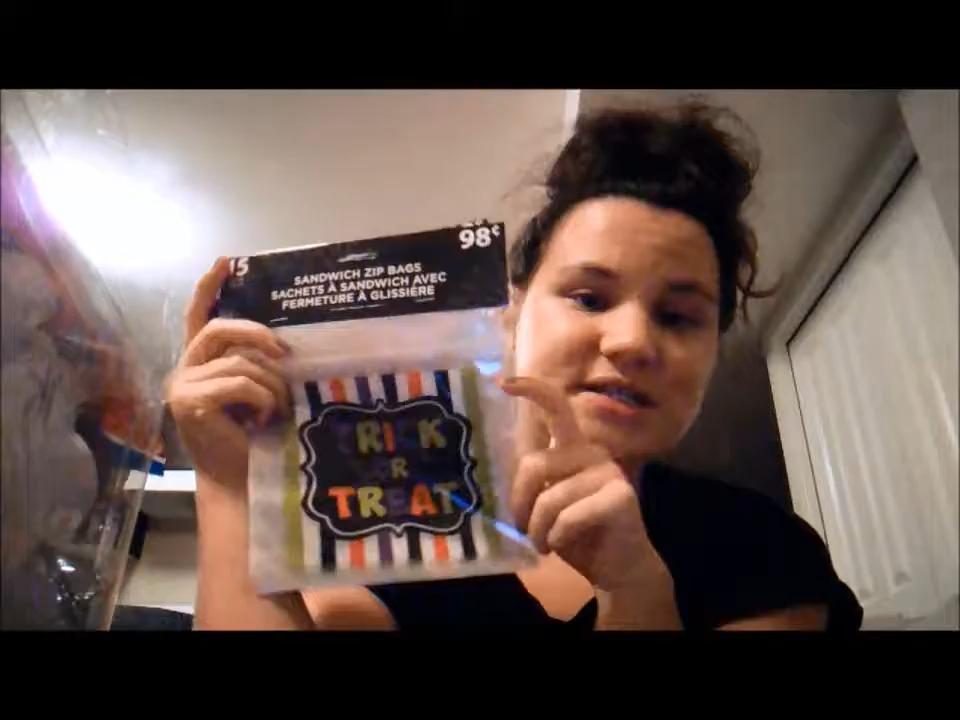 15
98¢
SANDWICH ZIP BAGS
SACHETS À SANDWICH AVEC
FERMETURE À GLISSIÈRE
TRICK
OR
TREAT